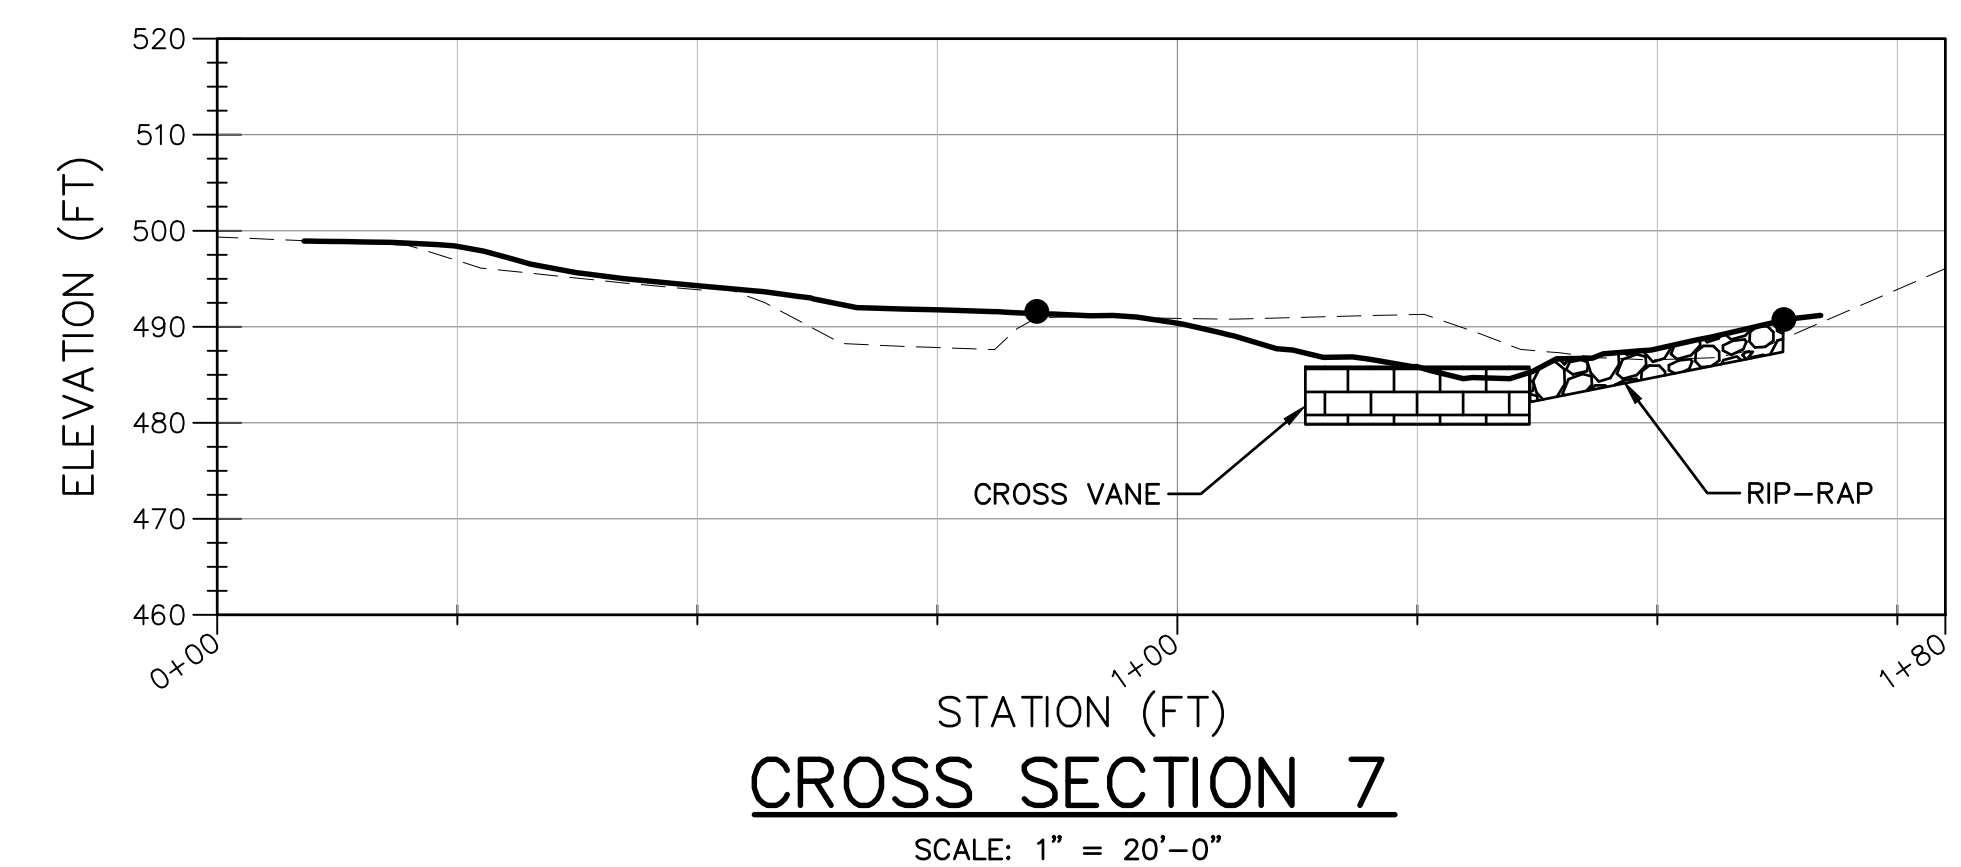 520
510
500
490
480
470
460
ELEVATION (FT)
CROSS VANE
RIP-RAP
0+00
1+00
1+80
STATION (FT)
CROSS SECTION 7
SCALE: 1" = 20'-0"